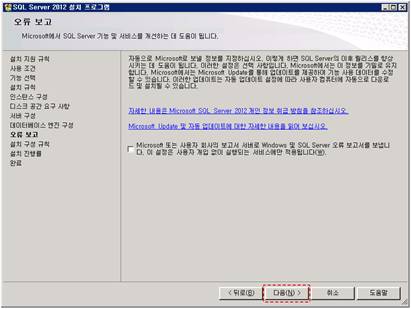 SQL Server 2012 설치 프로그램
오류 보고
Microsoft에서 SQL Server 기능 및 서비스를 개선하는 데 도움이 됩니다.
설치 지원 규칙
사용 조건
기능 선택
설치 규칙
인스턴스 구성
디스크 공간 요구 사항
서버 구성
데이터베이스 엔진 구성
오류 보고
설치 구성 규칙
설치 진행률
완료
자동으로 Microsoft로 보낼 정보를 지정하십시오. 이렇게 하면 SQL Server의 이후 릴리스를 향상
시키는 데 도움이 됩니다. 이러한 설정은 선택 사항입니다. Microsoft에서는 이 정보를 기밀로 유지
합니다. Microsoft에서는 Microsoft Update를 통해 업데이트를 제공하여 기능 사용 데이터를 수정
할 수 있습니다. 이러한 업데이트는 자동 업데이트 설정에 따라 사용자 컴퓨터에 자동으로 다운로
드 및 설치될 수 있습니다.
자세한 내용은 Microsoft SQL Server 2012 개인 정보 취급 방침을 참조하십시오.
Microsoft Update 및 자동 업데이트에 대한 자세한 내용을 읽어 보십시오.
Microsoft 또는 사용자 회사의 보고서 서버로 Windows 및 SQL Server 오류 보고서를 보냅니
다. 이 설정은 사용자 개입 없이 실행되는 서비스에만 적용됩니다(W).
< 뒤로(B)
다음(N) >
취소
도움말